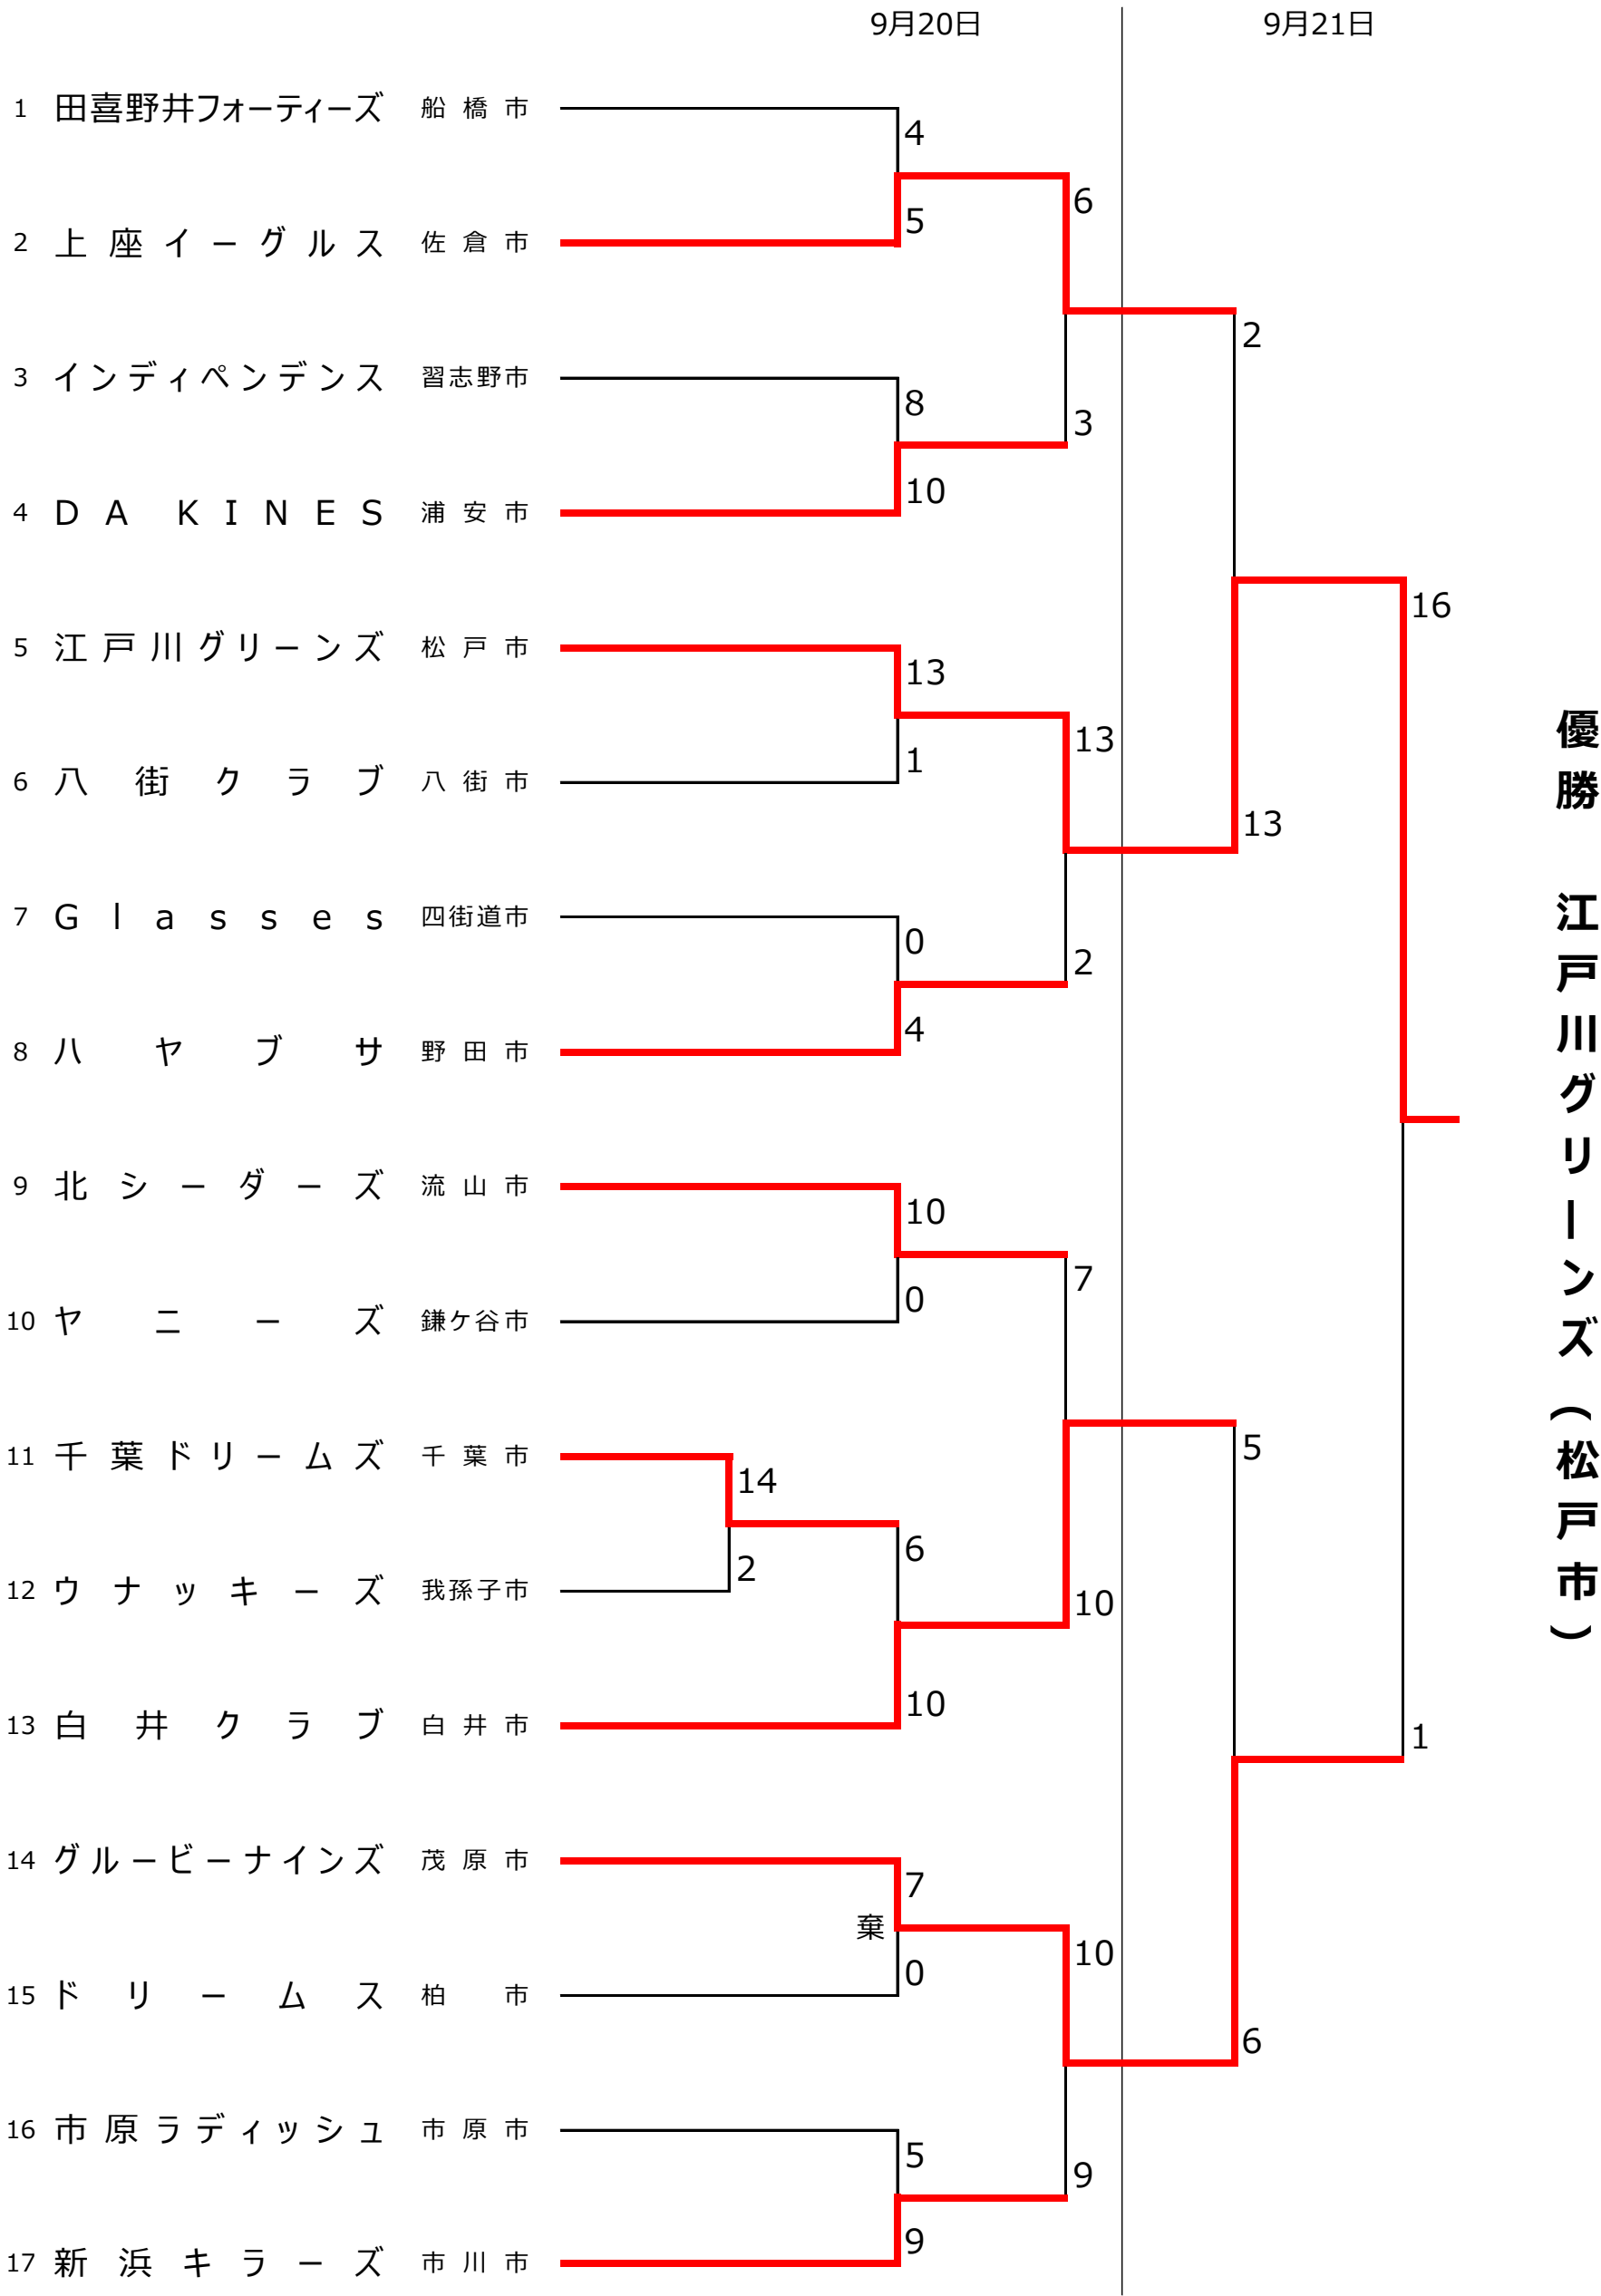 9月20日 9月21日
1 田喜野井フォーティーズ 船橋市
4
5
6
2 上座イーグルス 佐倉市
2
3 インディペンデンス 習志野市
8
3
10
4 DA KINES 浦安市
16
5 江戸川グリーンズ 松戸市
13
13
1
6 八街クラブ 八街市
13
7 Glasses 四街道市
0
2
4
8 ハヤブサ 野田市
9 北シーダーズ 流山市
10
7
0
10 ヤニーズ 鎌ケ谷市
5
11 千葉ドリームズ 千葉市
14
6
2
12 ウナッキーズ 我孫子市
10
10
13 白井クラブ 白井市
1
14 グルービーナインズ 茂原市
7
棄
10
0
15 ドリームス 柏市
6
16 市原ラディッシュ 市原市
5
9
9
17 新浜キラーズ 市川市
優勝 江戸川グリーンズ（松戸市）